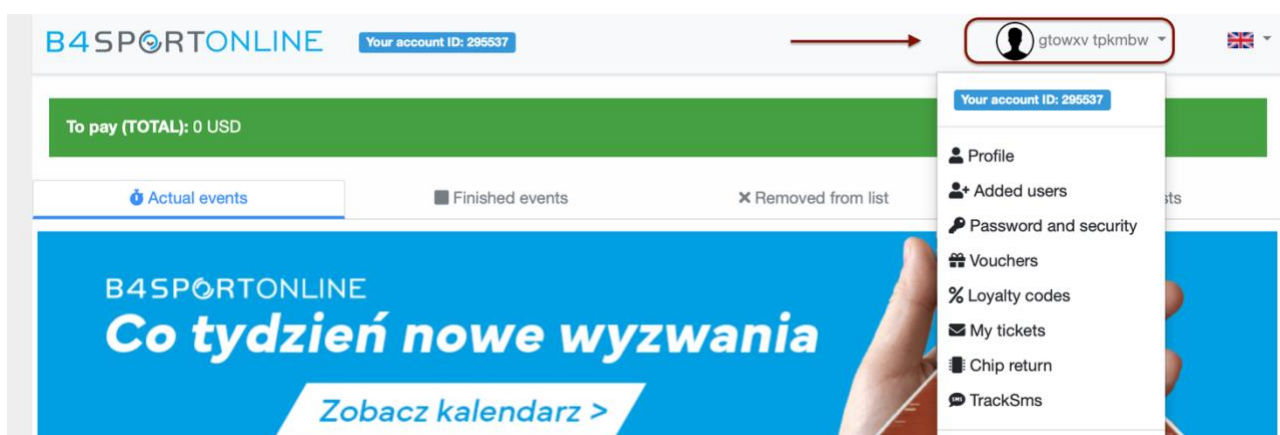 B4SPORTONLINE
Your account ID: 295537
gtowxv tpkmbw
To pay (TOTAL): 0 USD
Actual events
Finished events
Removed from list
Your account ID: 295537
Profile
Added users
Password and security
Vouchers
Loyalty codes
My tickets
Chip return
TrackSms
B4SPORTONLINE
Co tydzień nowe wyzwania
Zobacz kalendarz >